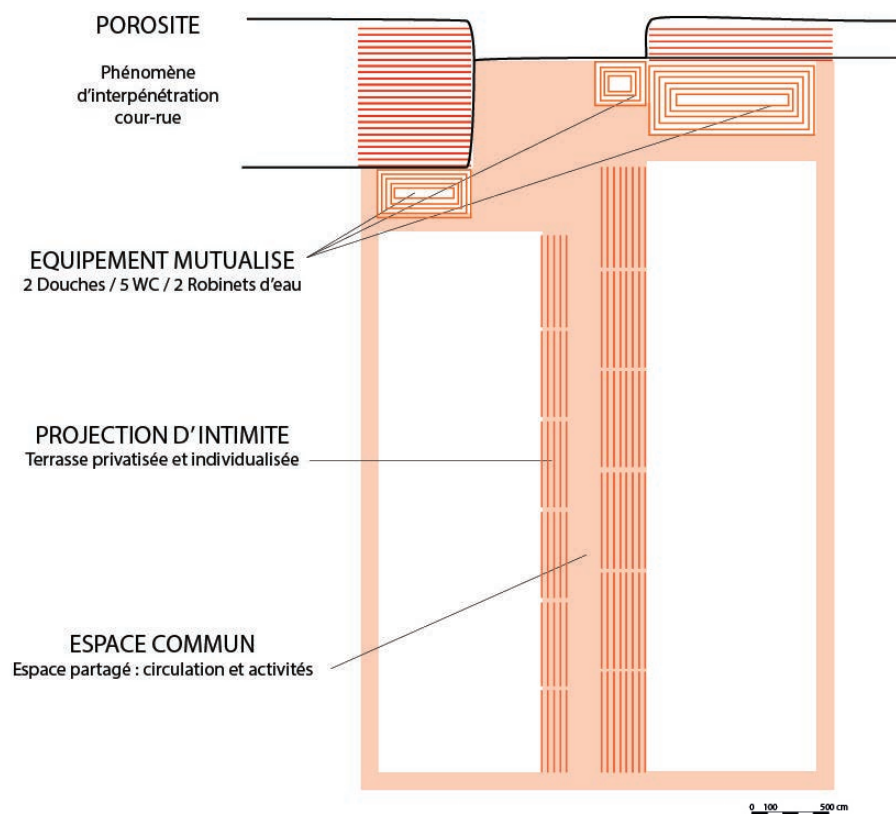 POROSITE
Phénomène
d'interpénétration
cour-rue
EQUIPEMENT MUTUALISE
2 Douches / 5 WC / 2 Robinets d'eau
PROJECTION D'INTIMITE
Terrasse privatisée et individualisée
ESPACE COMMUN
Espace partagé : circulation et activités
0 100 500 cm